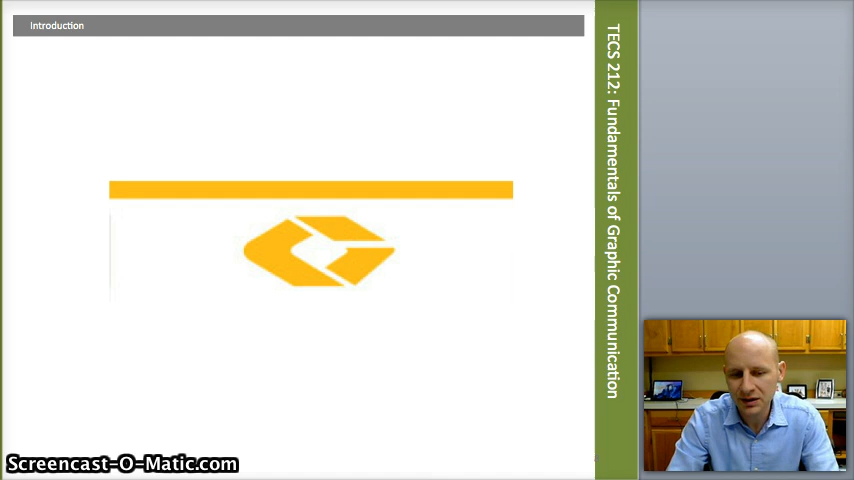 Introduction
TECS 212: Fundamentals of Graphic Communication
Screencast-O-Matic.com